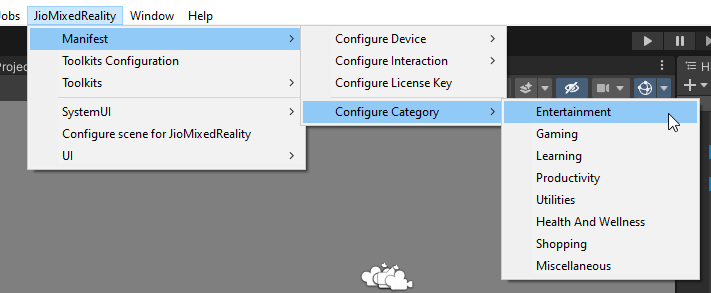 Jobs JioMixedReality Window Help
Manifest
Toolkits Configuration
Toolkits
SystemUI
Configure scene for JioMixedReality
UI
Configure Device
Configure Interaction
Configure License Key
Configure Category
Entertainment
Gaming
Learning
Productivity
Utilities
Health And Wellness
Shopping
Miscellaneous
Projec
H